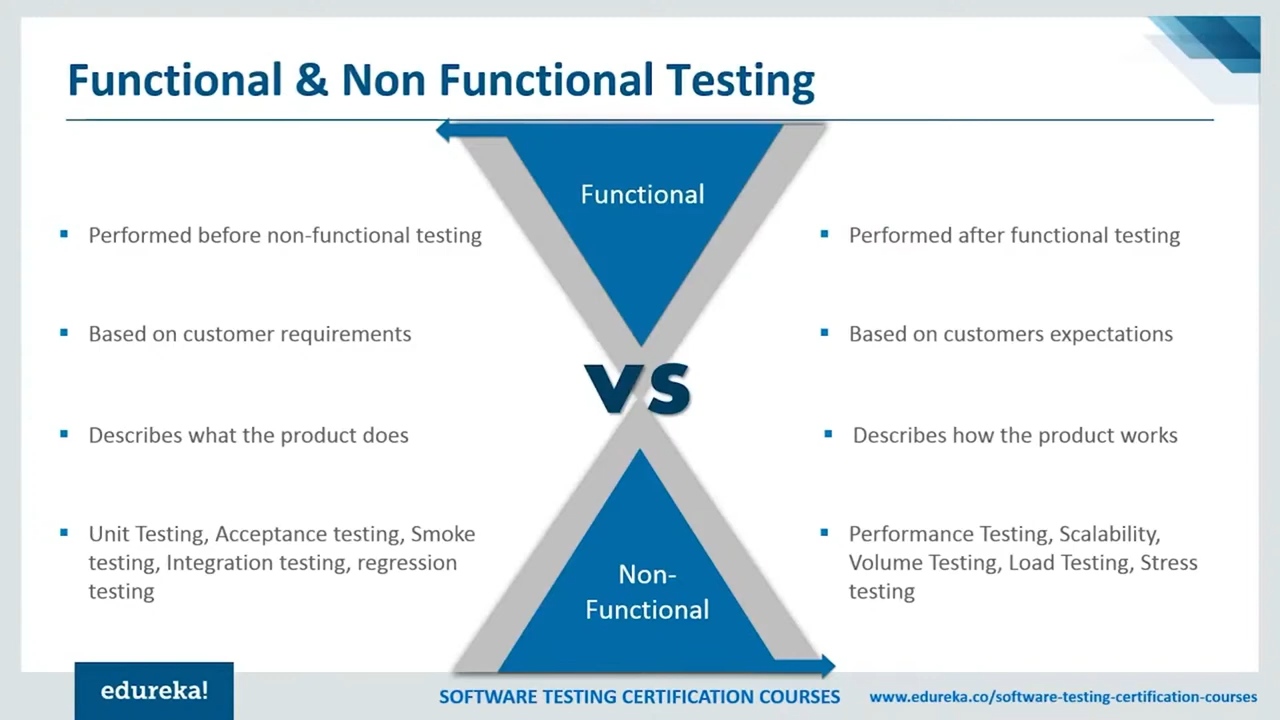 Functional & Non Functional Testing
Functional
▪ Performed before non-functional testing
▪ Based on customer requirements
▪ Describes what the product does
▪ Unit Testing, Acceptance testing, Smoke
testing, Integration testing, regression
testing
VS
▪ Performed after functional testing
▪ Based on customers expectations
▪ Describes how the product works
▪ Performance Testing, Scalability,
Volume Testing, Load Testing, Stress
testing
Non-
Functional
edureka!
SOFTWARE TESTING CERTIFICATION COURSES
www.edureka.co/software-testing-certification-courses